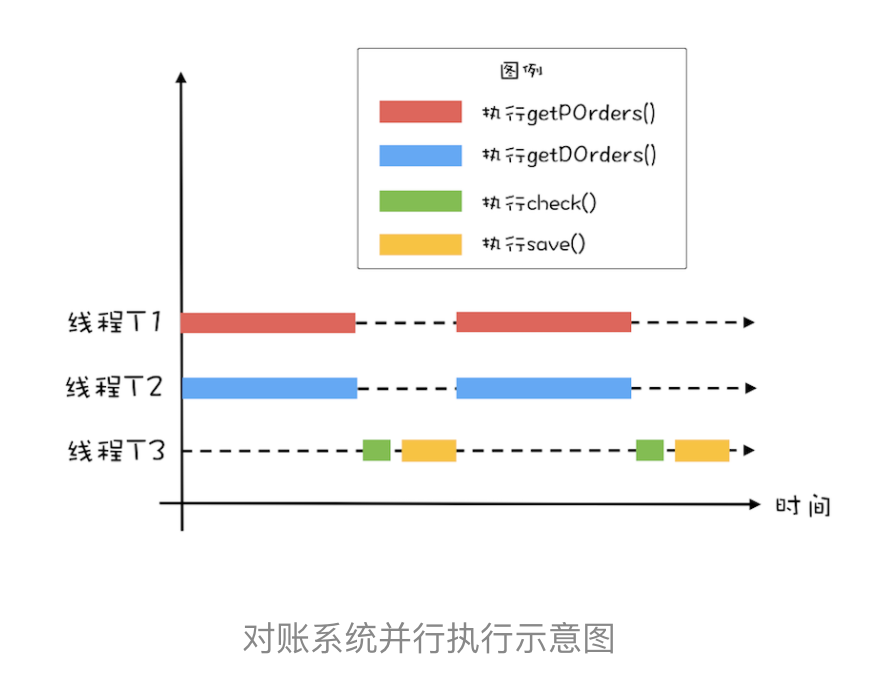 图例
执行getPOrders()
执行getDOrders()
执行check()
执行save()
线程T1
线程T2
线程T3
时间
对账系统并行执行示意图